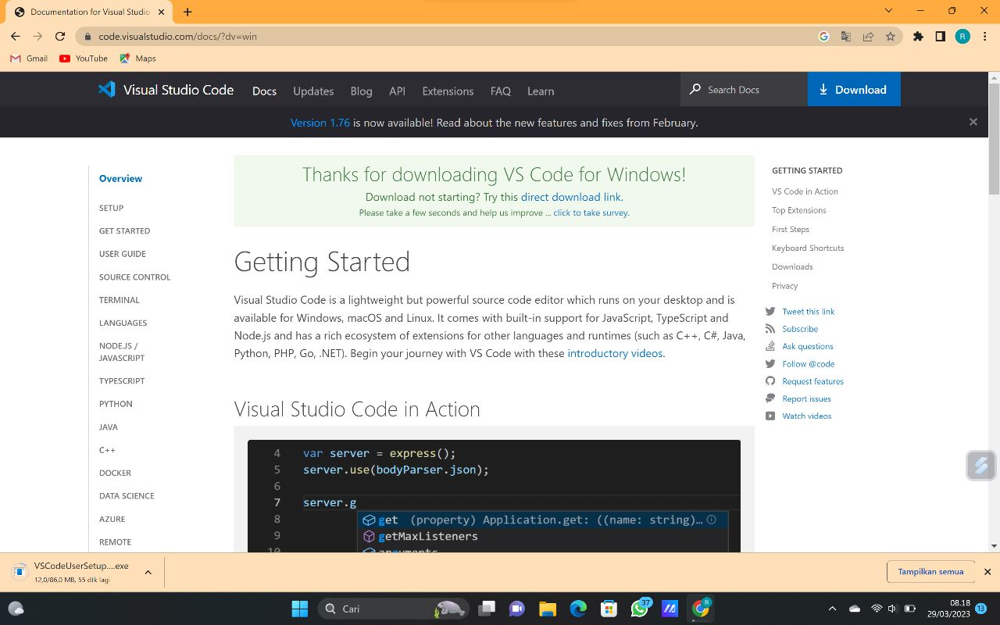 Documentation for Visual Studio
code.visualstudio.com/docs/?dv=win
R
Gmail
YouTube
Maps
Visual Studio Code
Docs
Updates
Blog
API
Extensions
FAQ
Learn
Search Docs
Download
Version 1.76 is now available! Read about the new features and fixes from February.
Overview
SETUP
GET STARTED
USER GUIDE
SOURCE CONTROL
TERMINAL
LANGUAGES
NODE.JS /
JAVASCRIPT
TYPESCRIPT
PYTHON
JAVA
C++
DOCKER
DATA SCIENCE
AZURE
REMOTE
Thanks for downloading VS Code for Windows!
Download not starting? Try this direct download link.
Please take a few seconds and help us improve ... click to take survey.
Getting Started
Visual Studio Code is a lightweight but powerful source code editor which runs on your desktop and is
available for Windows, macOS and Linux. It comes with built-in support for JavaScript, TypeScript and
Node.js and has a rich ecosystem of extensions for other languages and runtimes (such as C++, C#, Java,
Python, PHP, Go, .NET). Begin your journey with VS Code with these introductory videos.
Visual Studio Code in Action
4 var server = express();
5 server.use(bodyParser.json);
6
7 server.g
8 get (property) Application.get: ((name: string)…
9 getMaxListeners
10 arguments
GETTING STARTED
VS Code in Action
Top Extensions
First Steps
Keyboard Shortcuts
Downloads
Privacy
Tweet this link
Subscribe
Ask questions
Follow @code
Request features
Report issues
Watch videos
VSCodeUserSetup....exe
12,0/86,0 MB, 55 dtk lagi
Tampilkan semua
Cari
37
R
08.18
29/03/2023
13